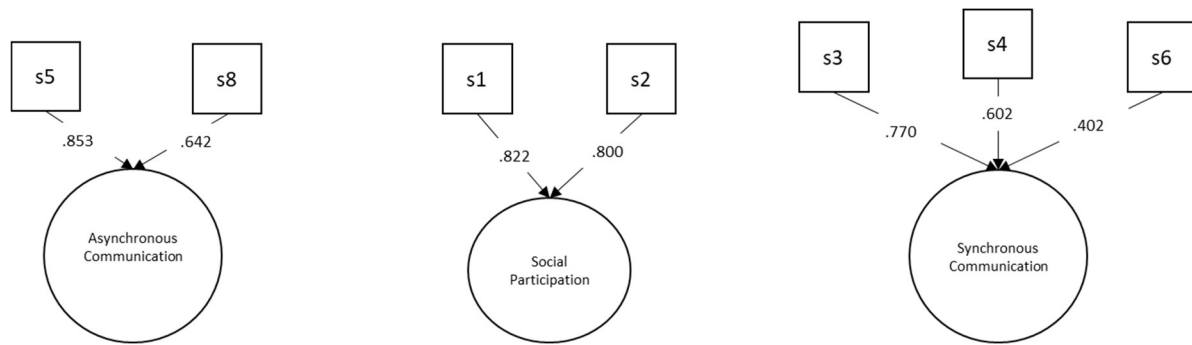 s5
s8
.853
.642
Asynchronous
Communication
s1
s2
.822
.800
Social
Participation
s3
s4
s6
.770
.602
.402
Synchronous
Communication